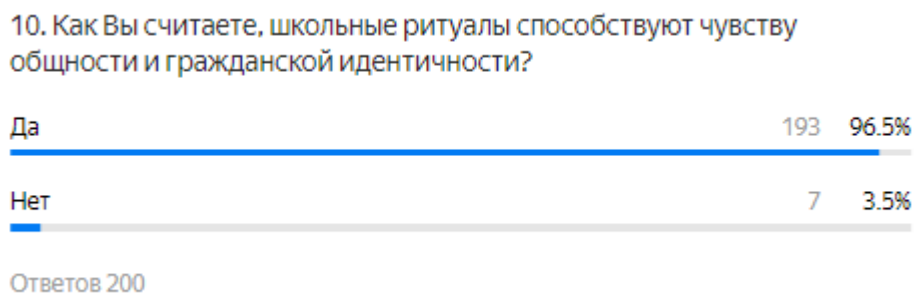 10. Как Вы считаете, школьные ритуалы способствуют чувству
общности и гражданской идентичности?
Да 193 96.5%
Нет 7 3.5%
Ответов 200